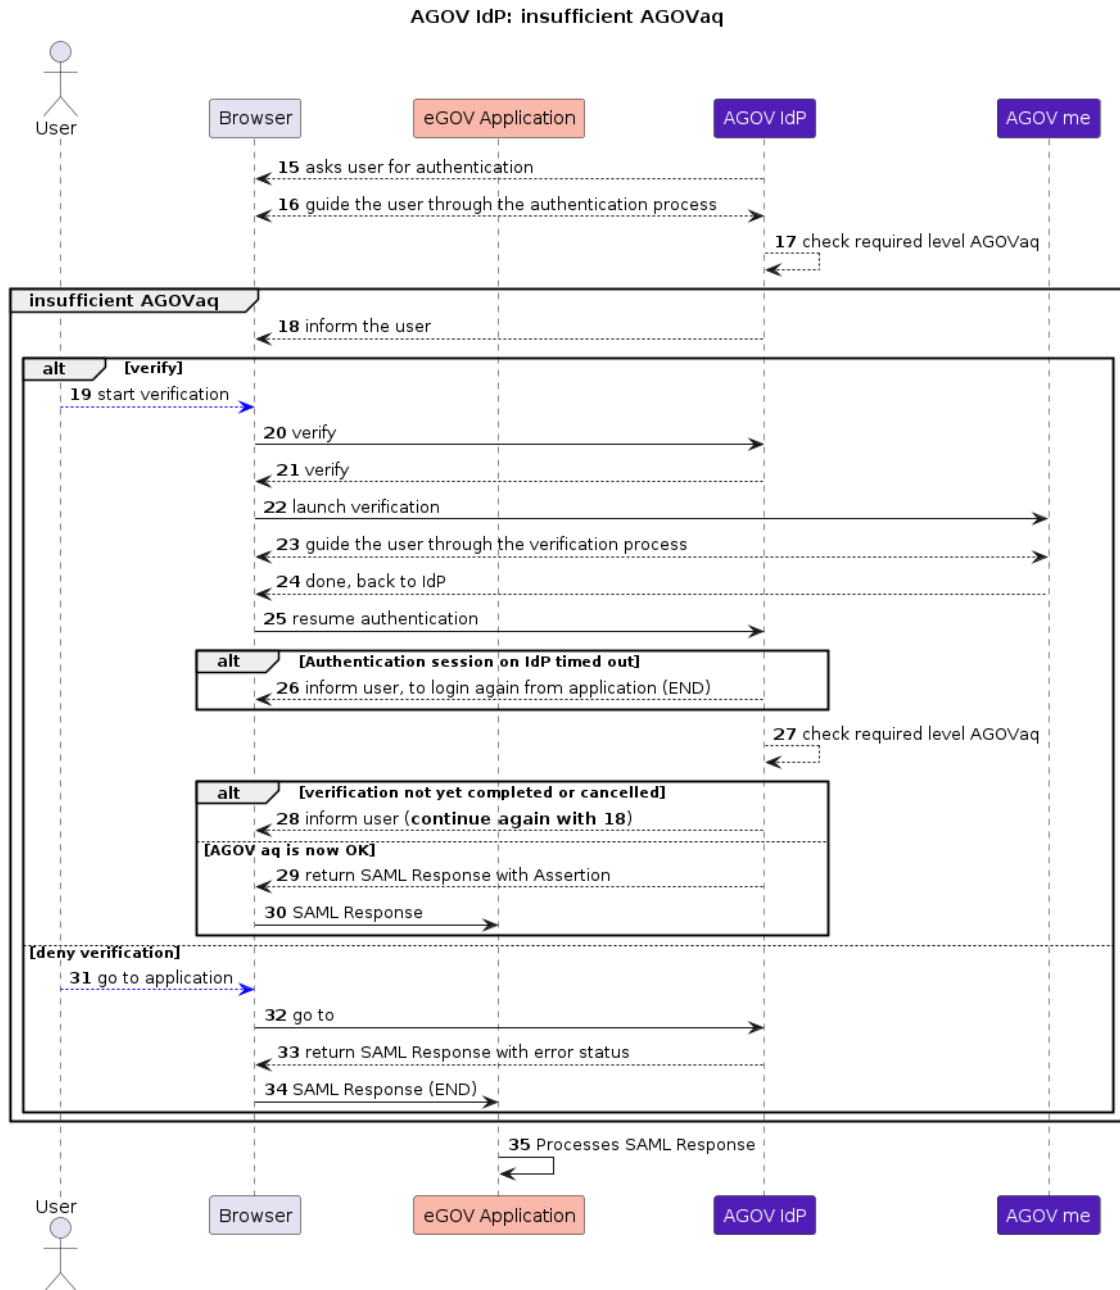 AGOV IdP: insufficient AGOVaq
User
Browser
eGOV Application
AGOV IdP
AGOV me
15 asks user for authentication
16 guide the user through the authentication process
17 check required level AGOVaq
insufficient AGOVaq
18 inform the user
alt [verify]
19 start verification
20 verify
21 verify
22 launch verification
23 guide the user through the verification process
24 done, back to IdP
25 resume authentication
alt [Authentication session on IdP timed out]
26 inform user, to login again from application (END)
27 check required level AGOVaq
alt [verification not yet completed or cancelled]
28 inform user (continue again with 18)
[AGOV aq is now OK]
29 return SAML Response with Assertion
30 SAML Response
[deny verification]
31 go to application
32 go to
33 return SAML Response with error status
34 SAML Response (END)
35 Processes SAML Response
User
Browser
eGOV Application
AGOV IdP
AGOV me